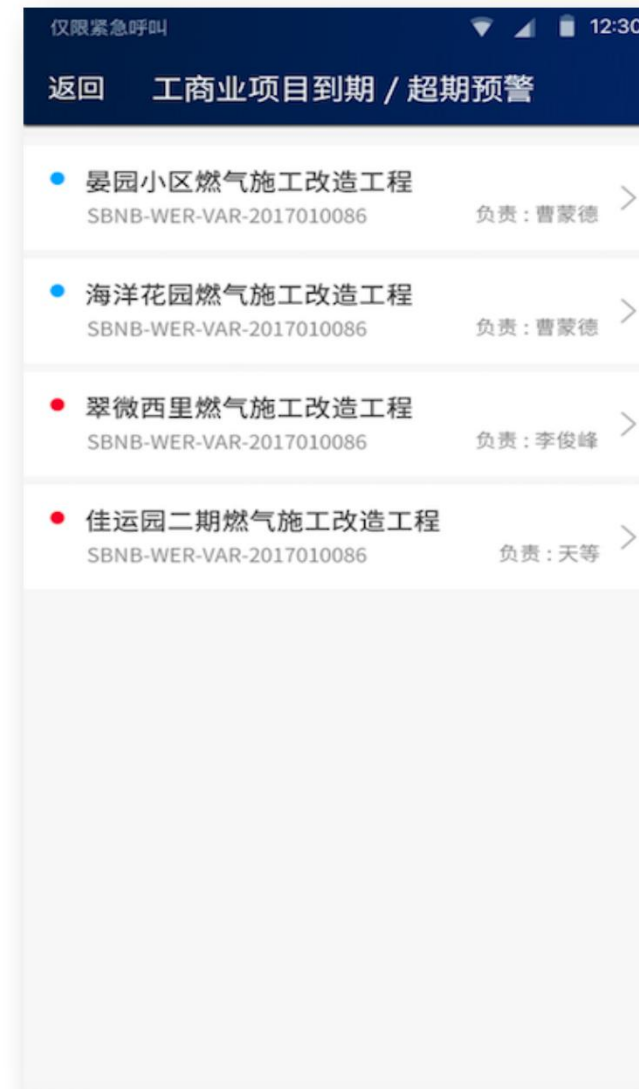 仅限紧急呼叫 12:30
返回 工商业项目到期 / 超期预警
晏园小区燃气施工改造工程
SBNB-WER-VAR-2017010086 负责 : 曹蒙德
海洋花园燃气施工改造工程
SBNB-WER-VAR-2017010086 负责 : 曹蒙德
翠微西里燃气施工改造工程
SBNB-WER-VAR-2017010086 负责 : 李俊峰
佳运园二期燃气施工改造工程
SBNB-WER-VAR-2017010086 负责 : 天等